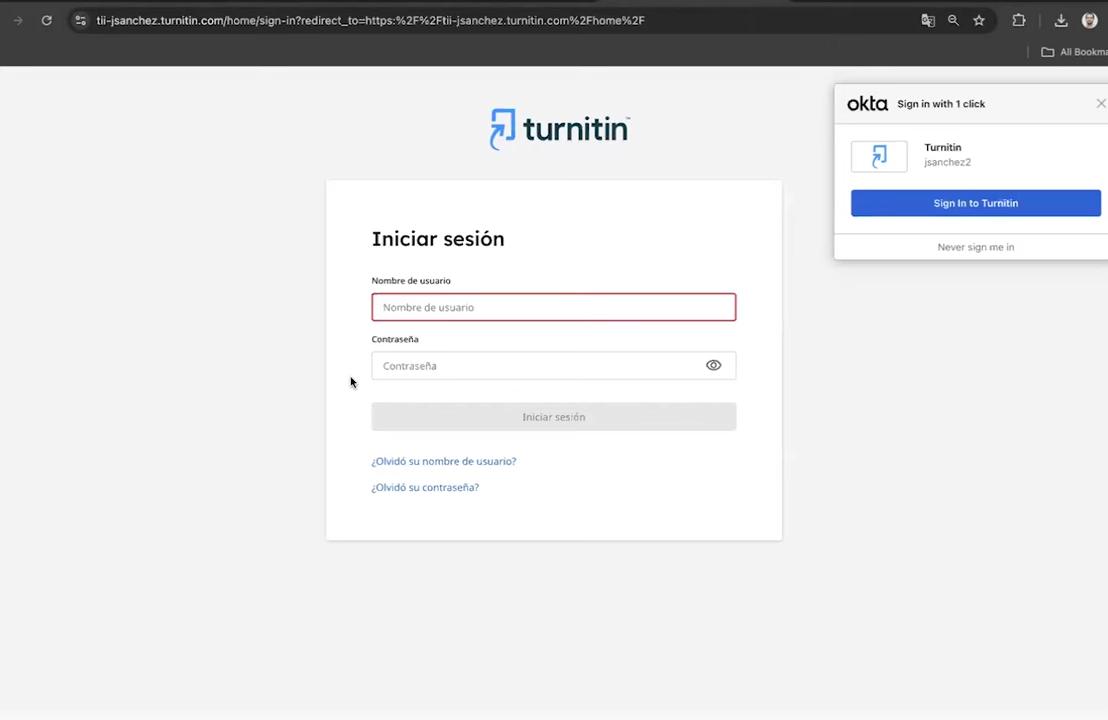 tii-jsanchez.turnitin.com/home/sign-in?redirect_to=https:%2F%2Ftii-jsanchez.turnitin.com%2Fhome%2F
All Bookma
turnitin™
okta Sign in with 1 click
Turnitin
jsanchez2
Sign In to Turnitin
Never sign me in
Iniciar sesión
Nombre de usuario
Nombre de usuario
Contraseña
Contraseña
Iniciar sesión
¿Olvidó su nombre de usuario?
¿Olvidó su contraseña?